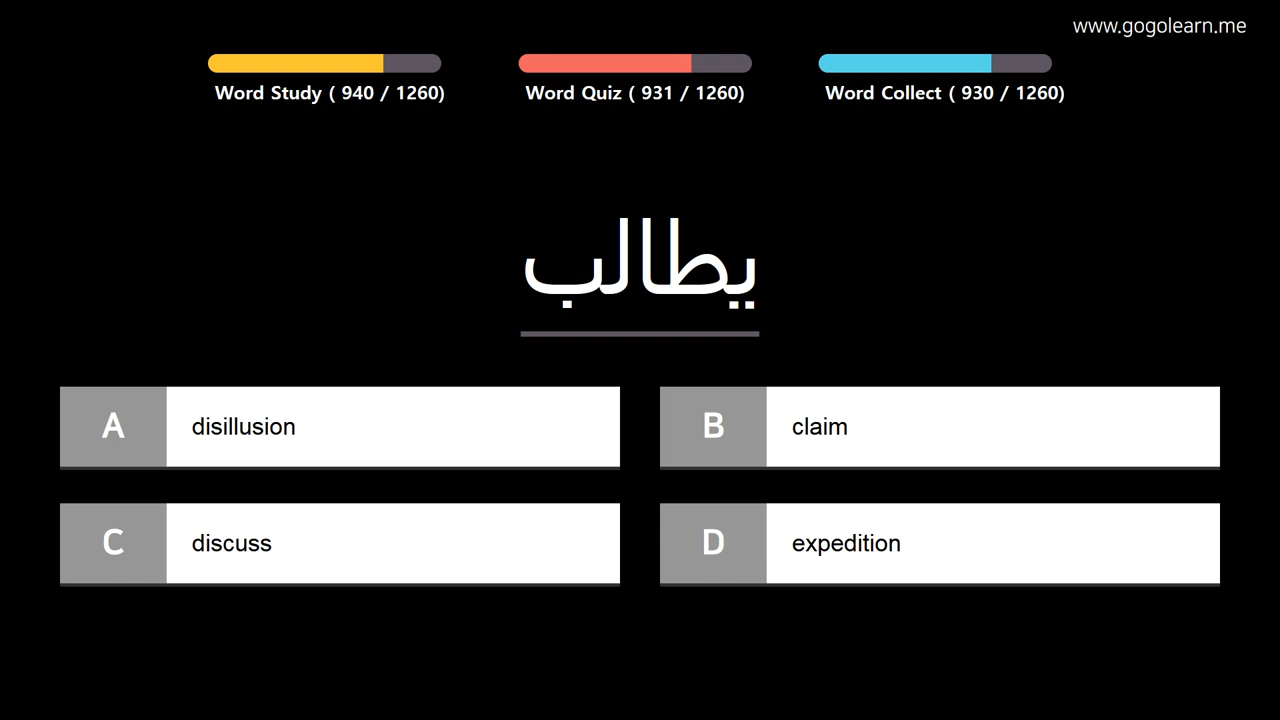 www.gogolearn.me
Word Study ( 940 / 1260)
Word Quiz ( 931 / 1260)
Word Collect ( 930 / 1260)
يطالب
A disillusion
B claim
C discuss
D expedition